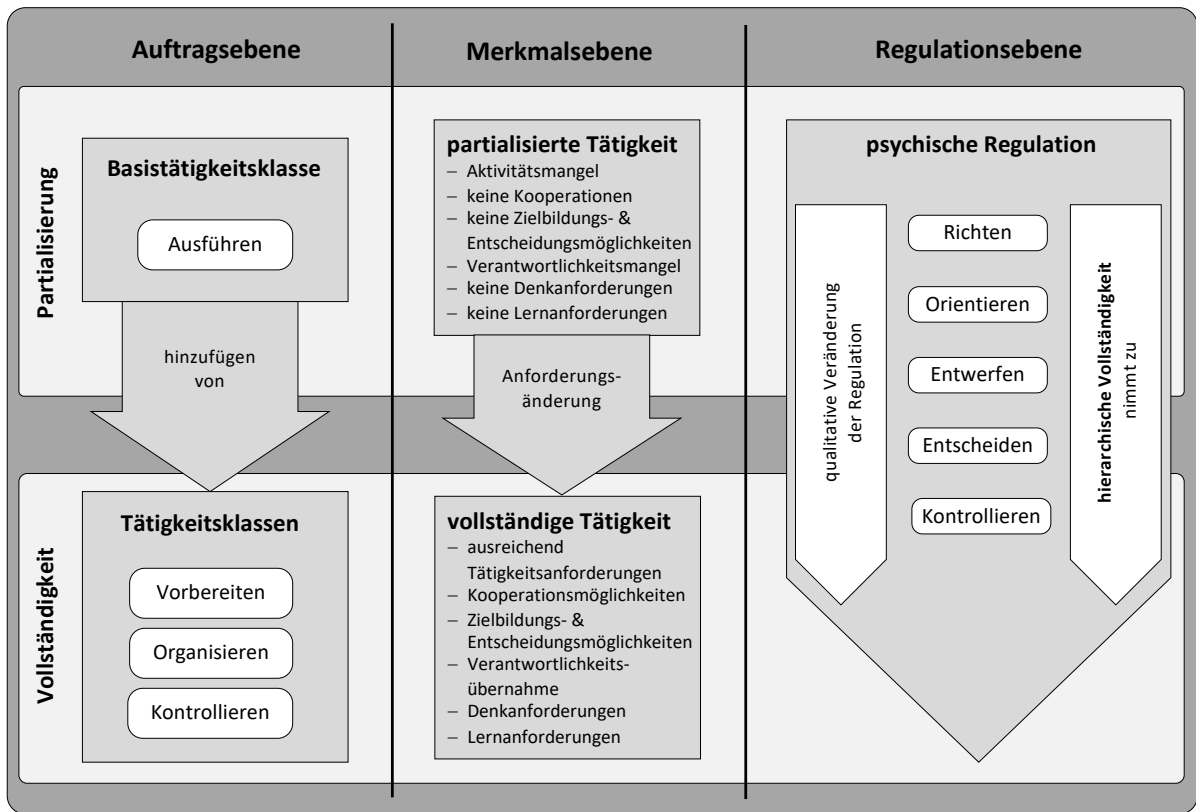 Auftragsebene
Merkmalsebene
Regulationsebene
Partialisierung
Basistätigkeitsklasse
Ausführen
hinzufügen
von
partialisierte Tätigkeit
– Aktivitätsmangel
– keine Kooperationen
– keine Zielbildungs- &
Entscheidungsmöglichkeiten
– Verantwortlichkeitsmangel
– keine Denkanforderungen
– keine Lernanforderungen
Anforderungs-
änderung
psychische Regulation
qualitative Veränderung
der Regulation
Richten
Orientieren
Entwerfen
Entscheiden
Kontrollieren
hierarchische Vollständigkeit
nimmt zu
Vollständigkeit
Tätigkeitsklassen
Vorbereiten
Organisieren
Kontrollieren
vollständige Tätigkeit
– ausreichend
Tätigkeitsanforderungen
– Kooperationsmöglichkeiten
– Zielbildungs- &
Entscheidungsmöglichkeiten
– Verantwortlichkeits-
übernahme
– Denkanforderungen
– Lernanforderungen